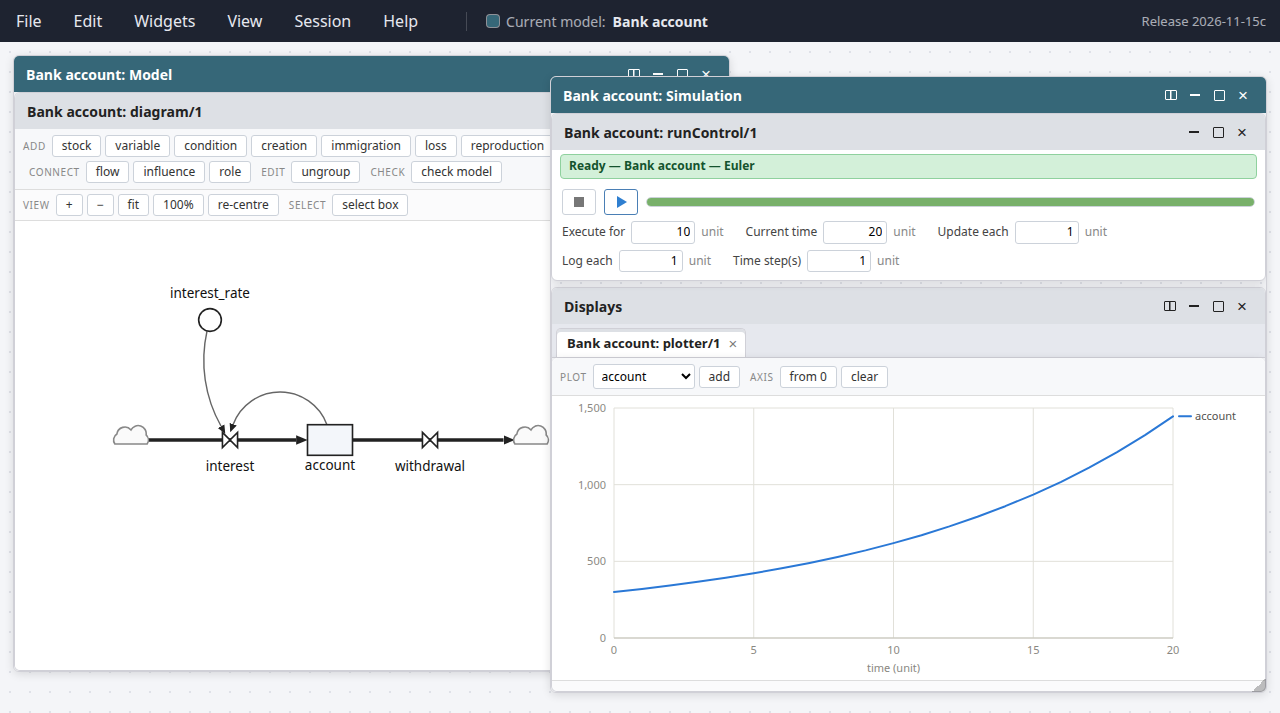 File Edit Widgets View Session Help Current model: Bank account Release 2026-11-15c
Bank account: Model
Bank account: diagram/1
ADD stock variable condition creation immigration loss reproduction
CONNECT flow influence role EDIT ungroup CHECK check model
VIEW + − fit 100% re-centre SELECT select box
interest_rate
interest account withdrawal
Bank account: Simulation
Bank account: runControl/1
Ready — Bank account — Euler
Execute for 10 unit Current time 20 unit Update each 1 unit
Log each 1 unit Time step(s) 1 unit
Displays
Bank account: plotter/1 ×
PLOT account add AXIS from 0 clear
1,500
account
1,000
500
0
0 5 10 15 20
time (unit)